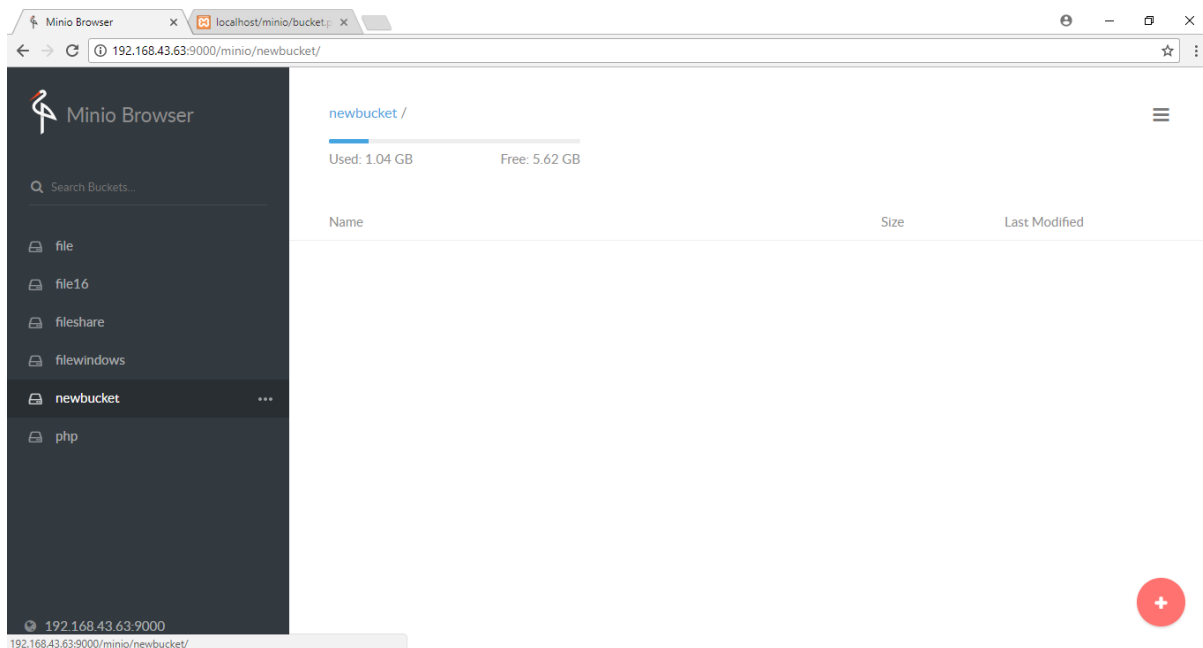 Minio Browser
localhost/minio/bucket.p
192.168.43.63:9000/minio/newbucket/
Minio Browser
Search Buckets...
file
file16
fileshare
filewindows
newbucket
php
192.168.43.63:9000
192.168.43.63:9000/minio/newbucket/
newbucket /
Used: 1.04 GB Free: 5.62 GB
Name Size Last Modified